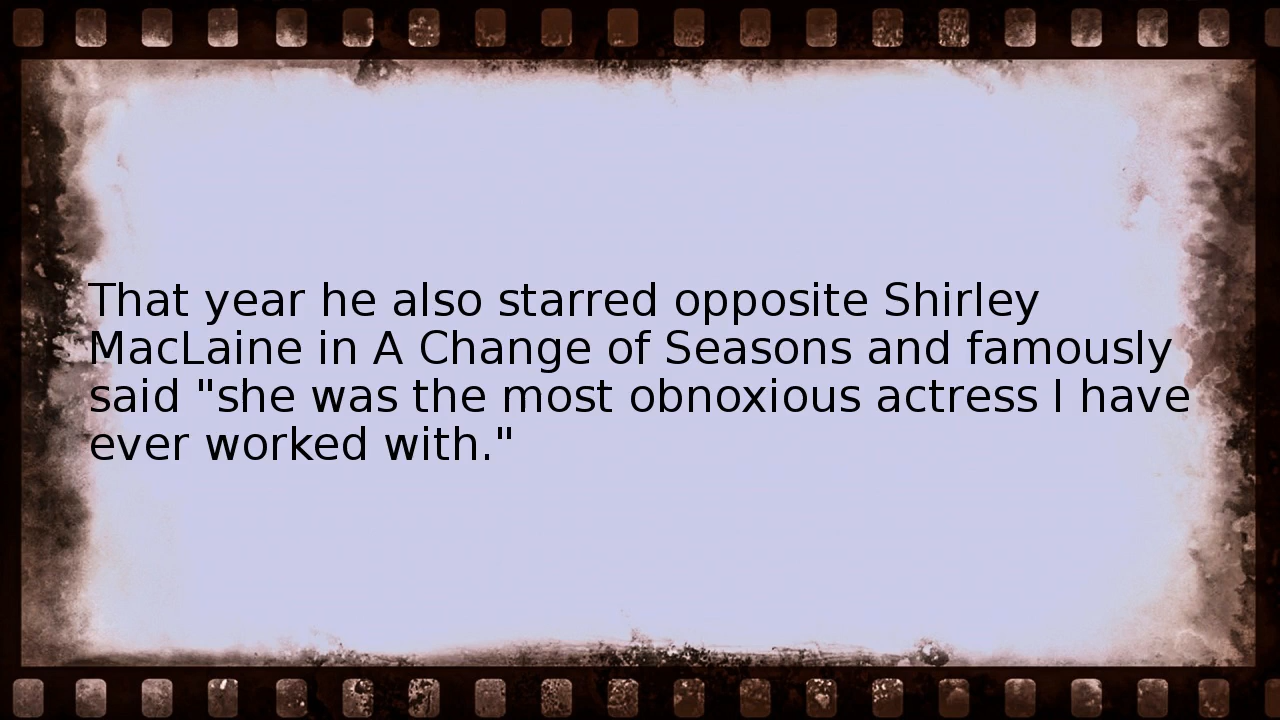 That year he also starred opposite Shirley
MacLaine in A Change of Seasons and famously
said "she was the most obnoxious actress I have
ever worked with."